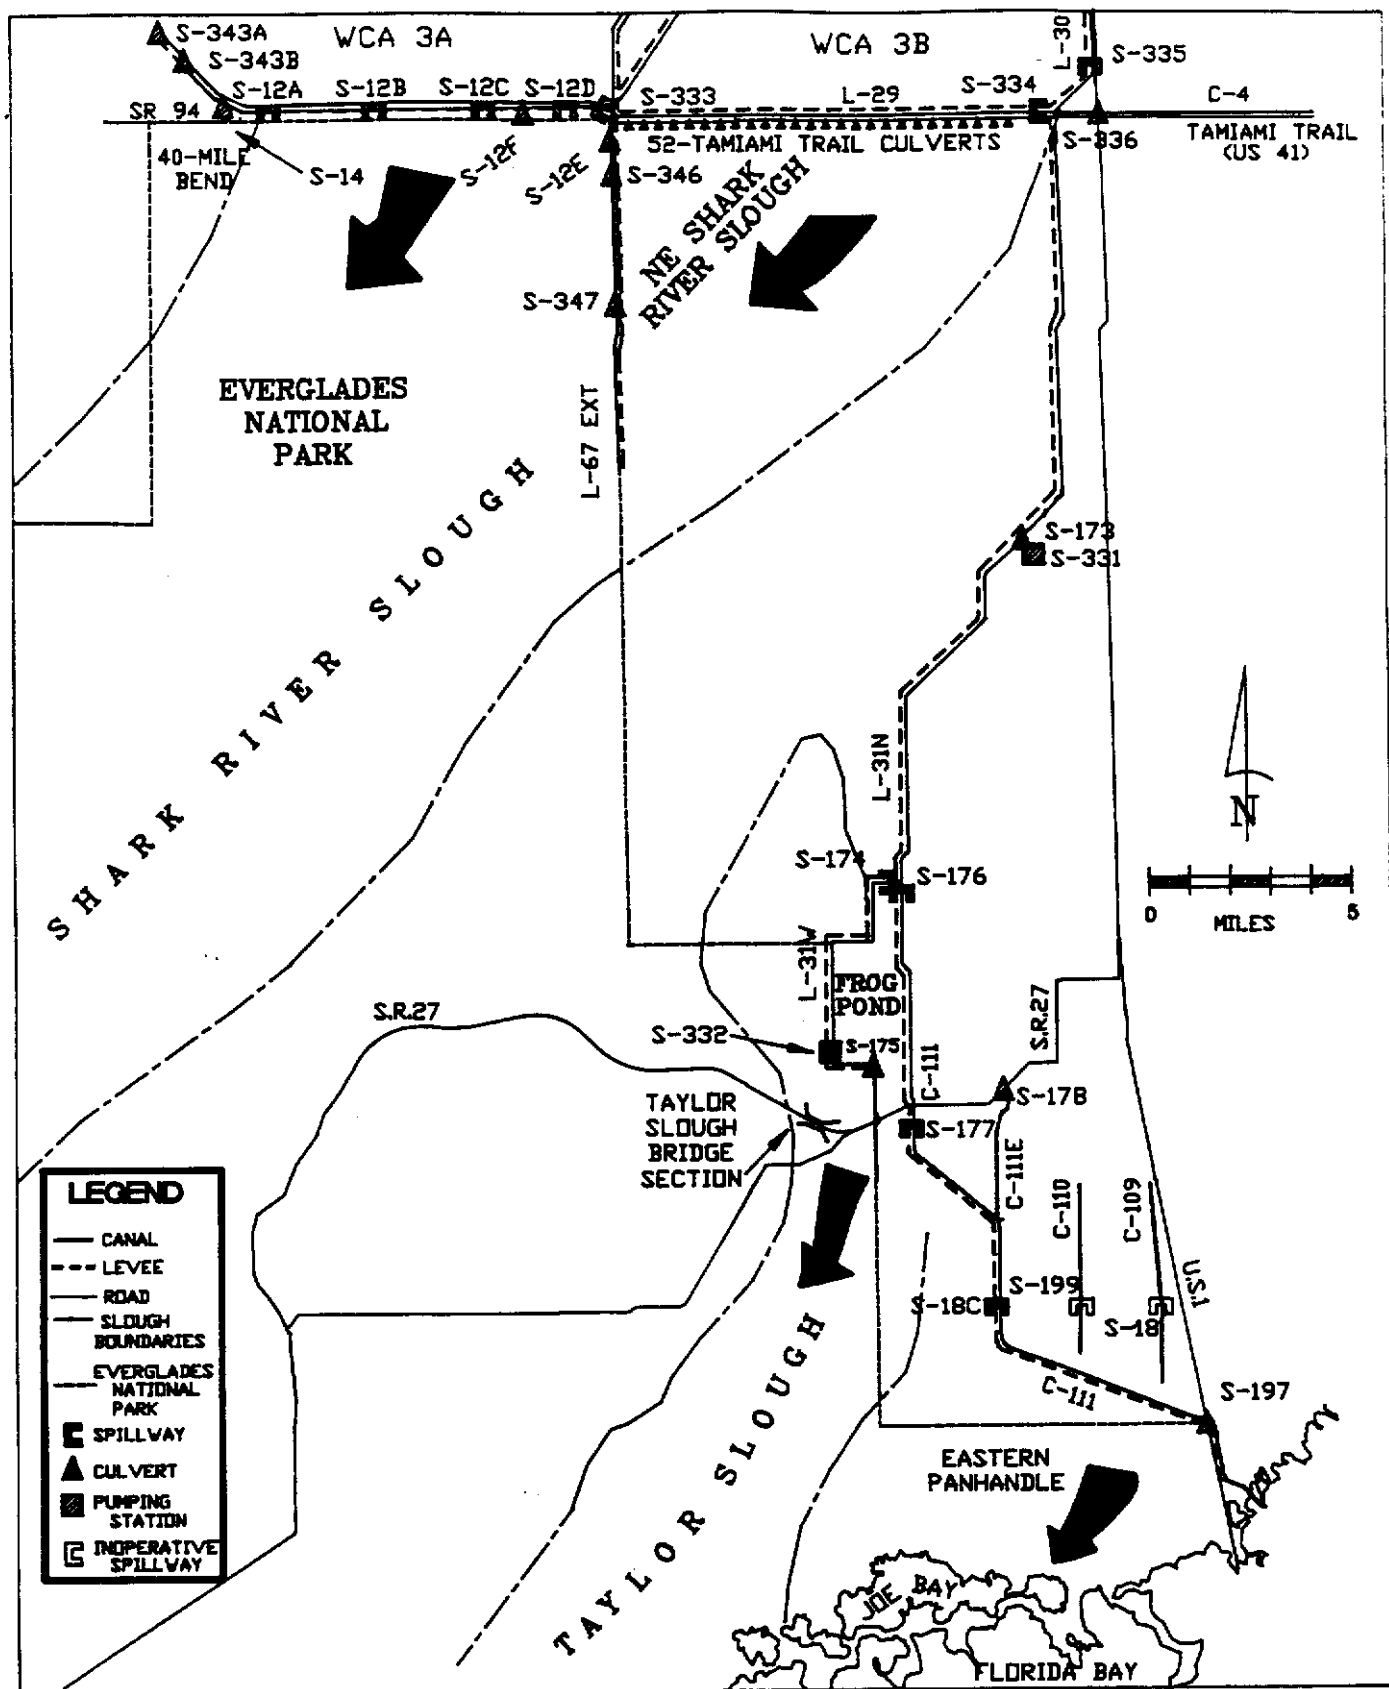 S-343A
WCA 3A
WCA 3B
L-30
S-335
S-343B
S-12A
S-12B
S-12C
S-12D
S-333
L-29
S-334
C-4
SR 94
52-TAMIAMI TRAIL CULVERTS
S-336
TAMIAMI TRAIL
(US 41)
40-MILE
BEND
S-14
S-12F
S-12E
S-346
NE SHARK
RIVER SLOUGH
S-347
EVERGLADES
NATIONAL
PARK
L-67 EXT
SHARK RIVER SLOUGH
S-173
S-331
L-31N
N
S-174
S-176
0
5
MILES
L-31W
FROG
POND
S.R.27
S.R.27
S-332
S-175
C-111
S-178
TAYLOR
SLOUGH
BRIDGE
SECTION
S-177
C-111E
C-110
C-109
U.S.1
S-199
S-18C
S-18
C-111
S-197
TAYLOR SLOUGH
EASTERN
PANHANDLE
JOE BAY
FLORIDA BAY
LEGEND
CANAL
LEVEE
ROAD
SLOUGH
BOUNDARIES
EVERGLADES
NATIONAL
PARK
SPILLWAY
CULVERT
PUMPING
STATION
INOPERATIVE
SPILLWAY